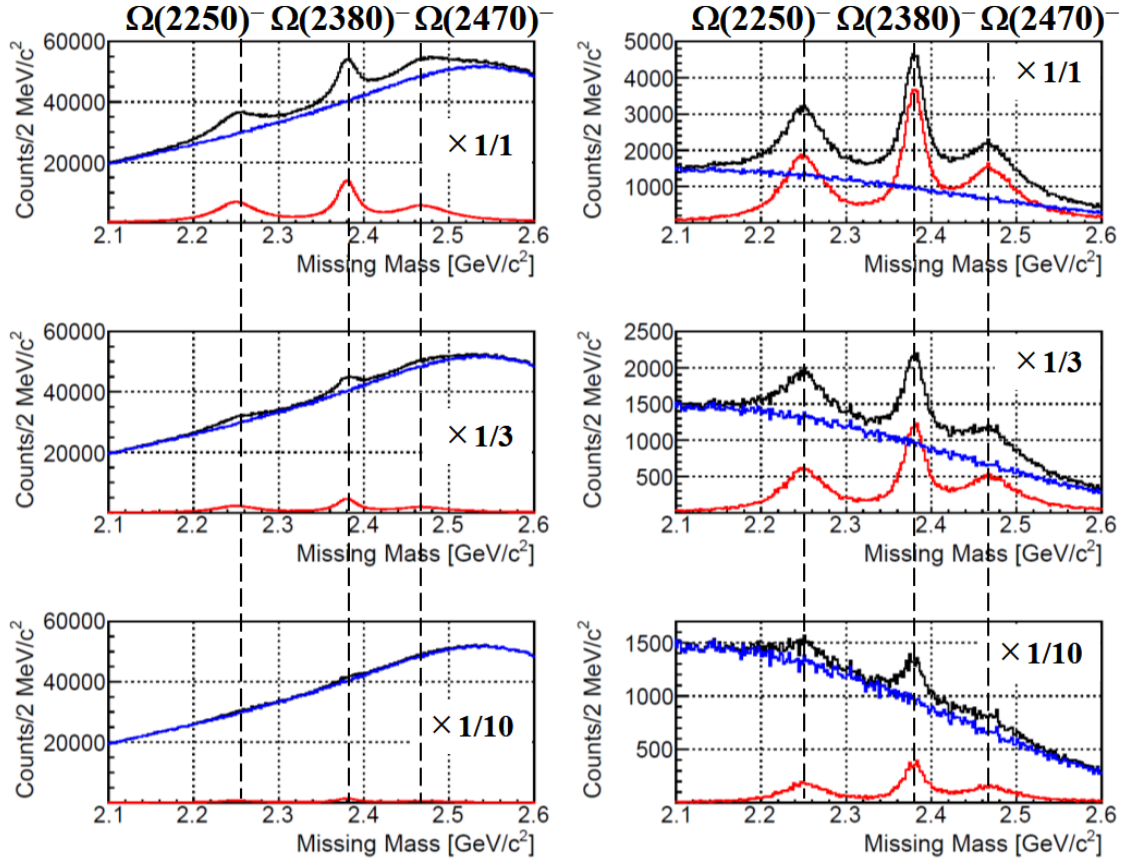 Ω(2250)⁻ Ω(2380)⁻ Ω(2470)⁻
Ω(2250)⁻ Ω(2380)⁻ Ω(2470)⁻
Counts/2 MeV/c²
60000
40000
20000
× 1/1
2.1 2.2 2.3 2.4 2.5 2.6
Missing Mass [GeV/c²]
Counts/2 MeV/c²
5000
4000
3000
2000
1000
× 1/1
2.1 2.2 2.3 2.4 2.5 2.6
Missing Mass [GeV/c²]
Counts/2 MeV/c²
60000
40000
20000
× 1/3
2.1 2.2 2.3 2.4 2.5 2.6
Missing Mass [GeV/c²]
Counts/2 MeV/c²
2500
2000
1500
1000
500
× 1/3
2.1 2.2 2.3 2.4 2.5 2.6
Missing Mass [GeV/c²]
Counts/2 MeV/c²
60000
40000
20000
× 1/10
2.1 2.2 2.3 2.4 2.5 2.6
Missing Mass [GeV/c²]
Counts/2 MeV/c²
1500
1000
500
× 1/10
2.1 2.2 2.3 2.4 2.5 2.6
Missing Mass [GeV/c²]